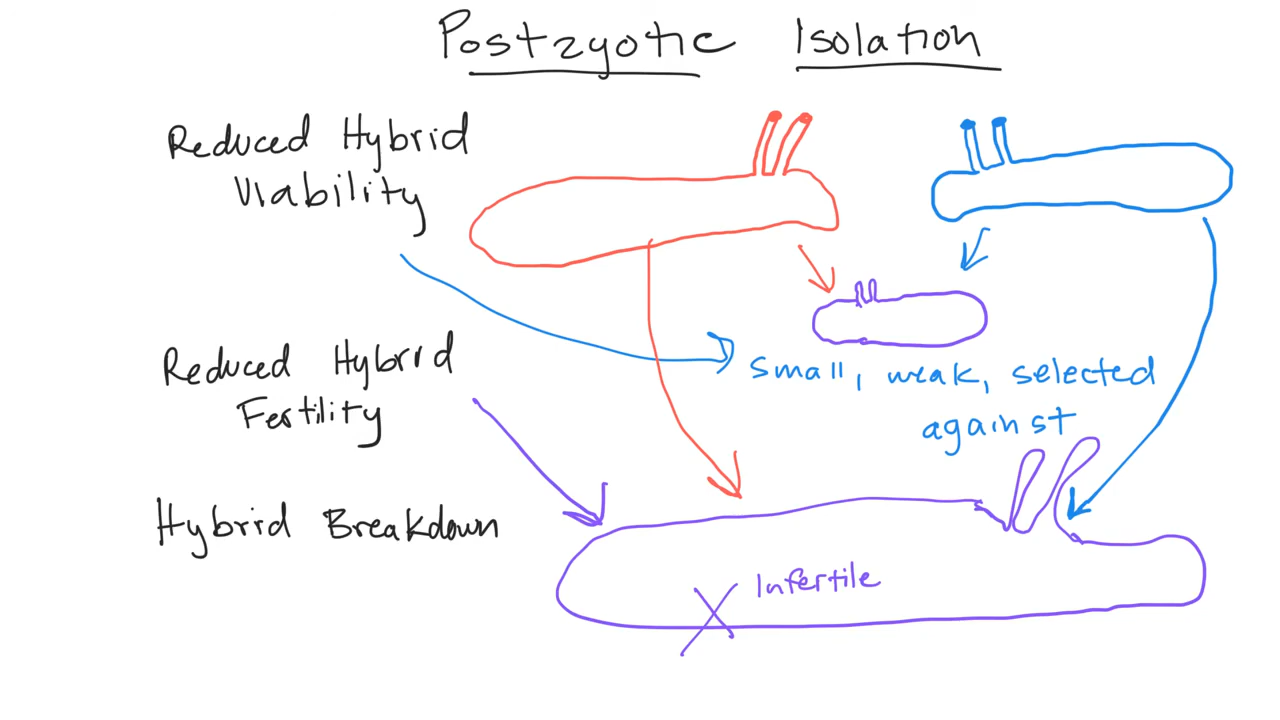 Postzyotic Isolation
Reduced Hybrid
Viability
Reduced Hybrid
Fertility
Hybrid Breakdown
Small, weak, selected
against
Infertile